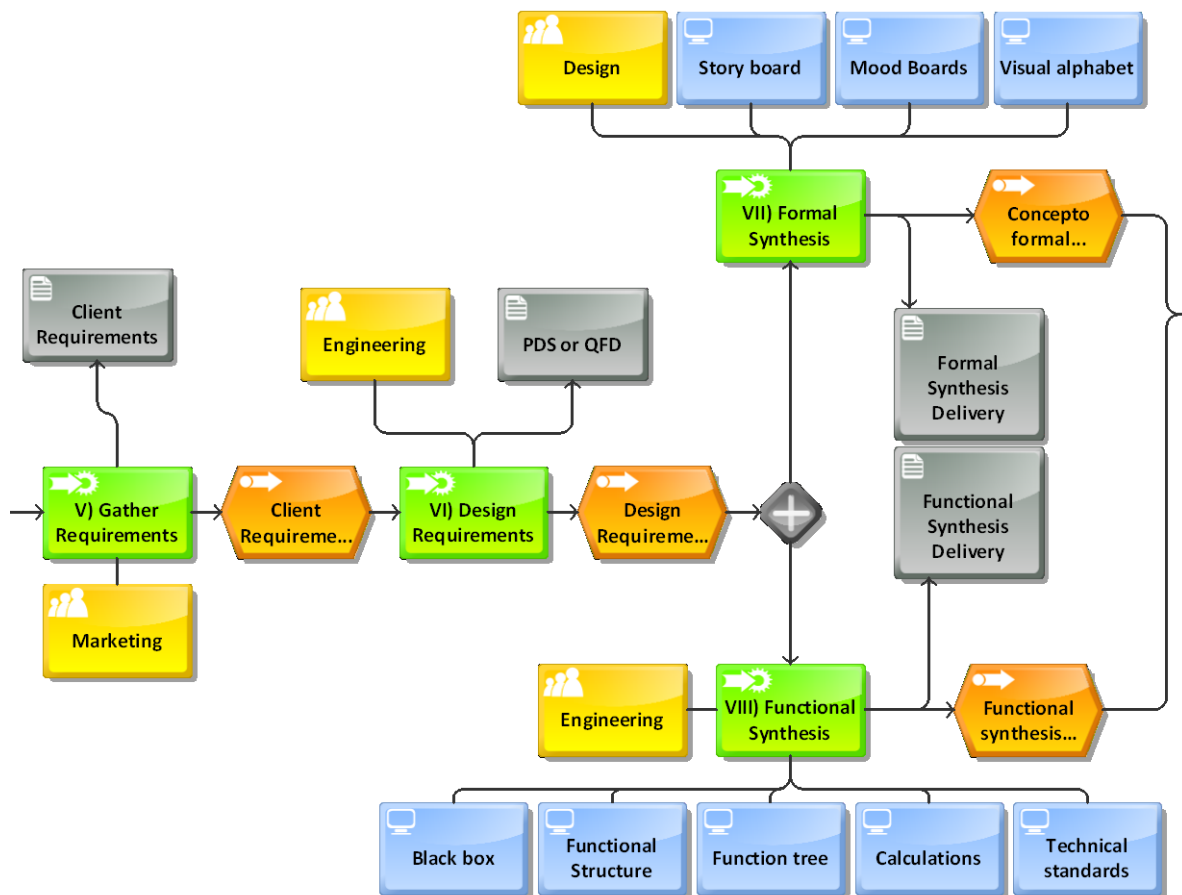 Design
Story board
Mood Boards
Visual alphabet
VII) Formal
Synthesis
Concepto
formal...
Client
Requirements
Engineering
PDS or QFD
Formal
Synthesis
Delivery
V) Gather
Requirements
Client
Requireme...
VI) Design
Requirements
Design
Requireme...
Functional
Synthesis
Delivery
Marketing
Engineering
VIII) Functional
Synthesis
Functional
synthesis...
Black box
Functional
Structure
Function tree
Calculations
Technical
standards